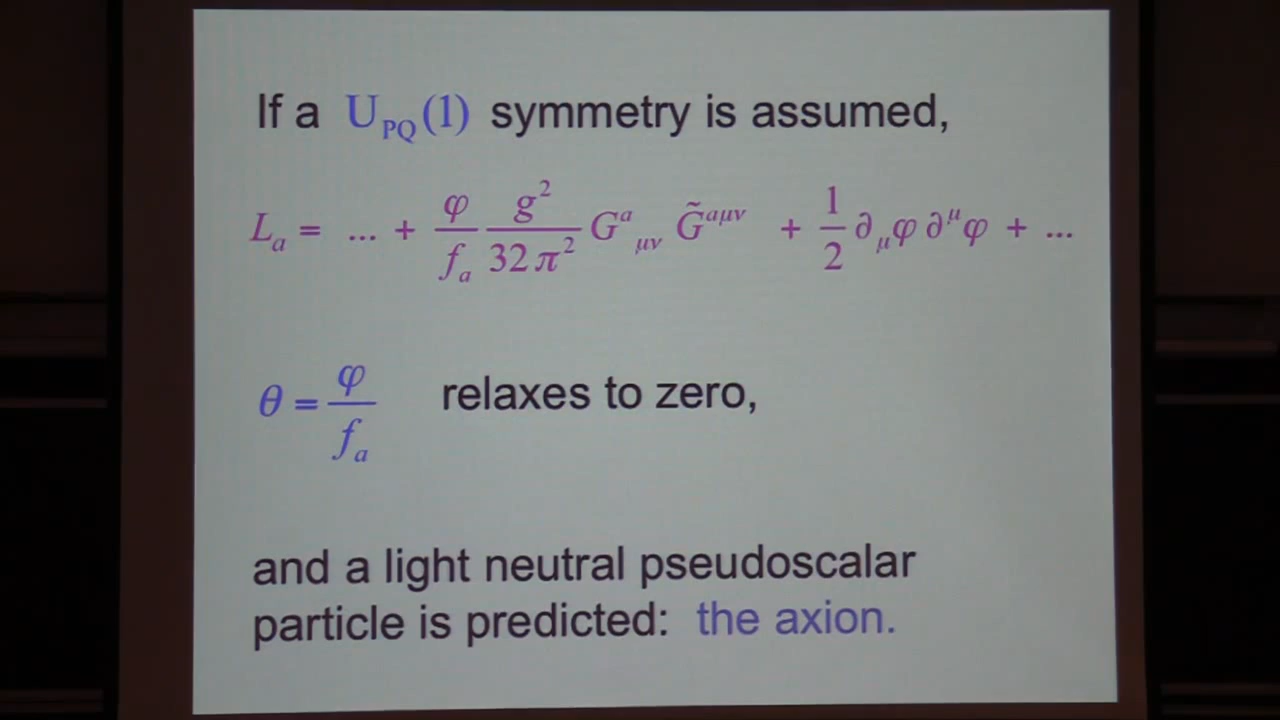 If a U_PQ(1) symmetry is assumed,
L_a = ... + φ/f_a g²/32π² G^a_μν G̃^aμν + 1/2 ∂_μφ ∂^μφ + ...
θ = φ/f_a relaxes to zero,
and a light neutral pseudoscalar
particle is predicted: the axion.